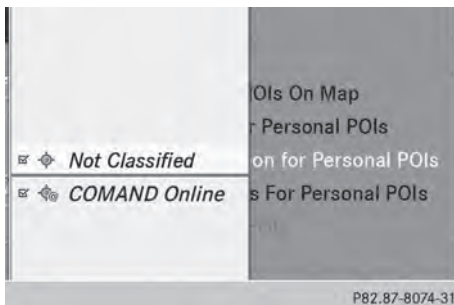 OIs On Map
r Personal POIs
Not Classified on for Personal POIs
COMAND Online s For Personal POIs
P82.87-8074-31